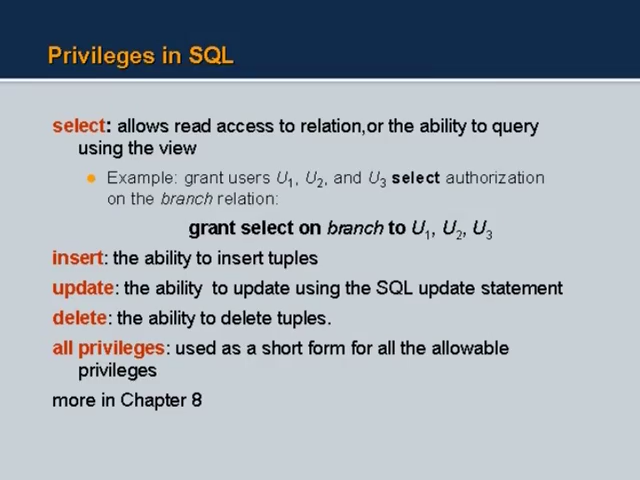 Privileges in SQL
select: allows read access to relation,or the ability to query
using the view
Example: grant users U1, U2, and U3 select authorization
on the branch relation:
grant select on branch to U1, U2, U3
insert: the ability to insert tuples
update: the ability to update using the SQL update statement
delete: the ability to delete tuples.
all privileges: used as a short form for all the allowable
privileges
more in Chapter 8